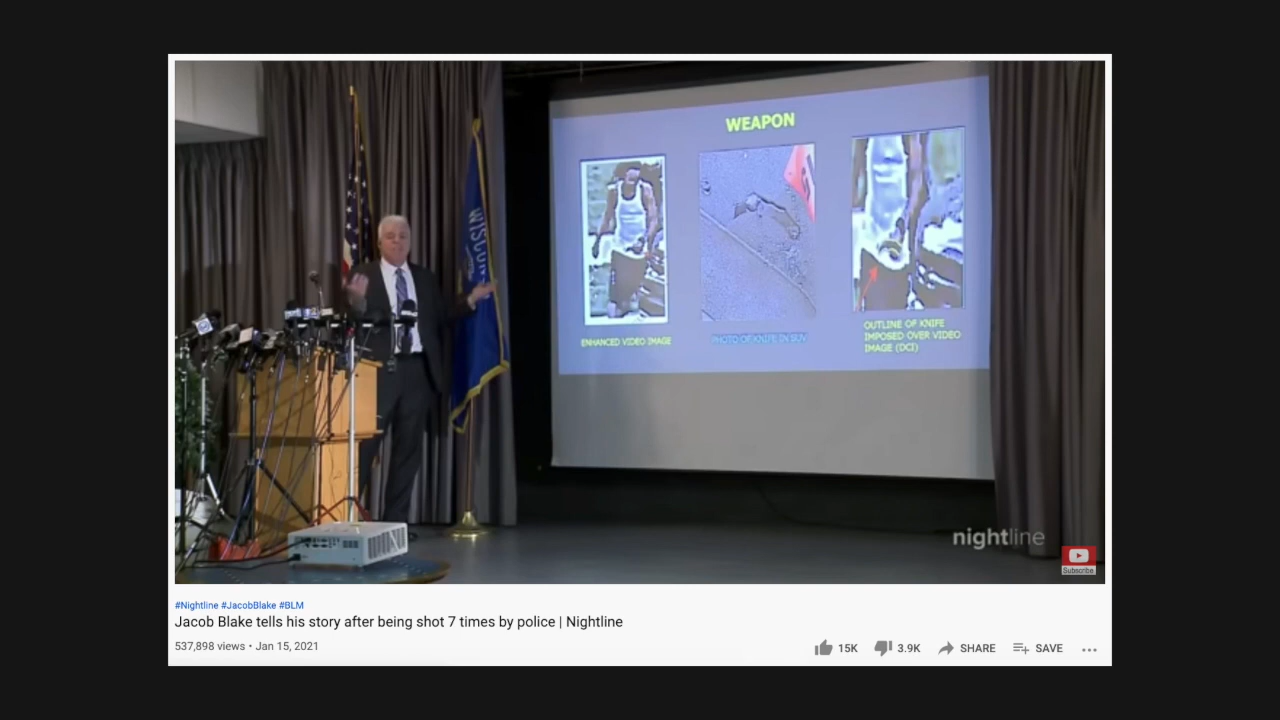 WEAPON
WISCON
ENHANCED VIDEO IMAGE
PHOTO OF KNIFE IN SUV
OUTLINE OF KNIFE
IMPOSED OVER VIDEO
IMAGE (DCI)
nightline
Subscribe
#Nightline #JacobBlake #BLM
Jacob Blake tells his story after being shot 7 times by police | Nightline
537,898 views • Jan 15, 2021
15K
3.9K
SHARE
SAVE